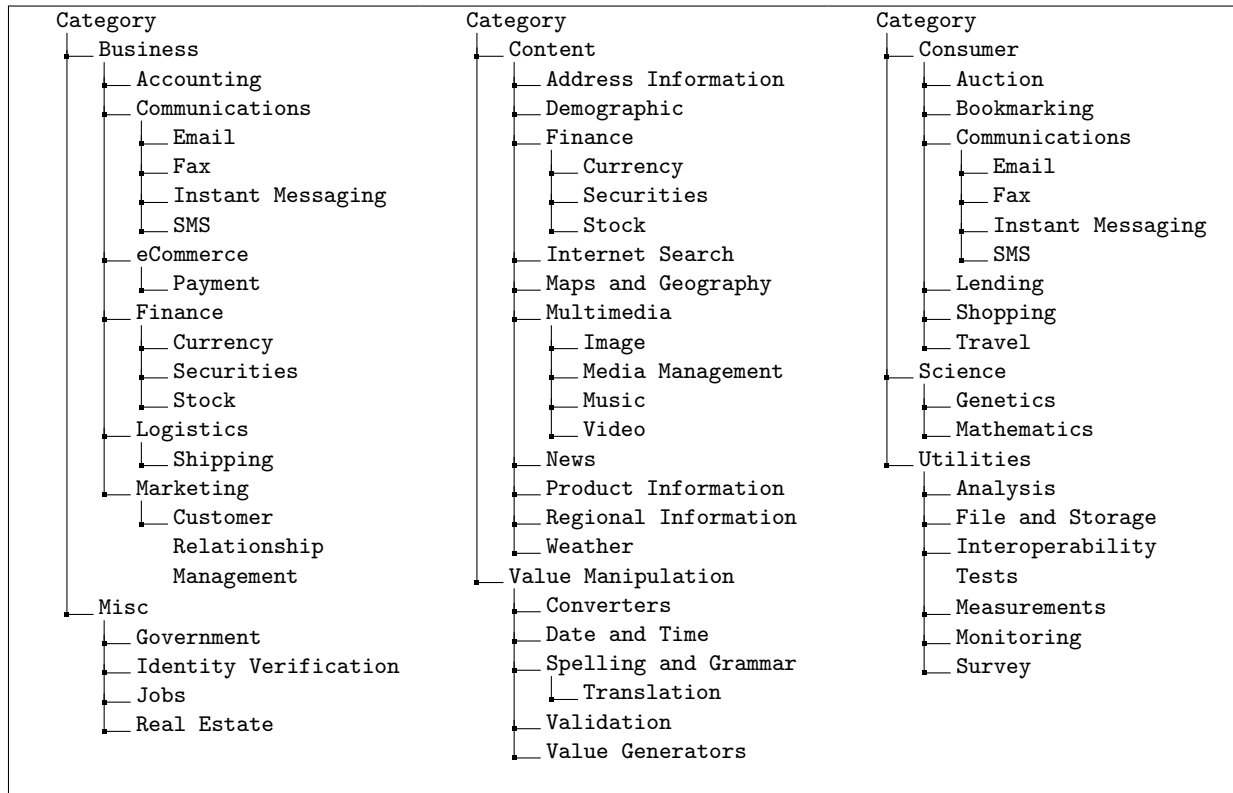 Category
Business
Accounting
Communications
Email
Fax
Instant Messaging
SMS
eCommerce
Payment
Finance
Currency
Securities
Stock
Logistics
Shipping
Marketing
Customer
Relationship
Management
Misc
Government
Identity Verification
Jobs
Real Estate
Category
Content
Address Information
Demographic
Finance
Currency
Securities
Stock
Internet Search
Maps and Geography
Multimedia
Image
Media Management
Music
Video
News
Product Information
Regional Information
Weather
Value Manipulation
Converters
Date and Time
Spelling and Grammar
Translation
Validation
Value Generators
Category
Consumer
Auction
Bookmarking
Communications
Email
Fax
Instant Messaging
SMS
Lending
Shopping
Travel
Science
Genetics
Mathematics
Utilities
Analysis
File and Storage
Interoperability
Tests
Measurements
Monitoring
Survey